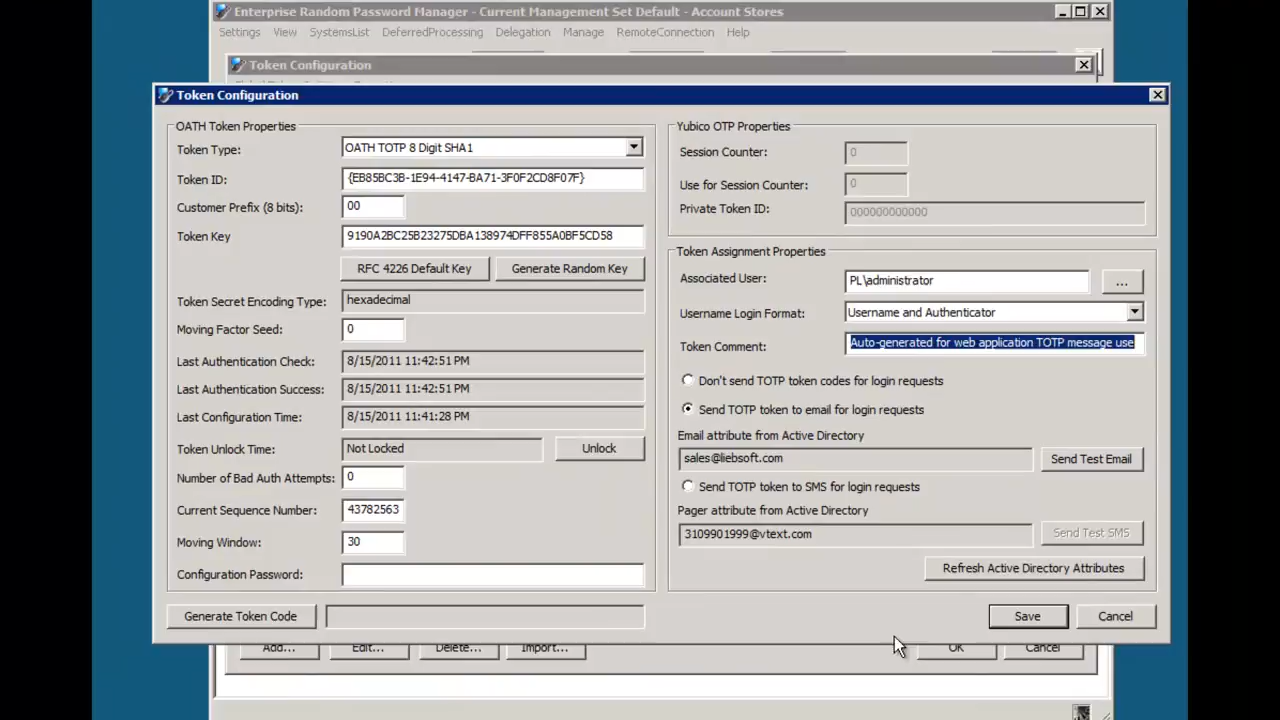 Enterprise Random Password Manager - Current Management Set Default - Account Stores
Settings View SystemsList DeferredProcessing Delegation Manage RemoteConnection Help
Token Configuration
Token Configuration
OATH Token Properties
Token Type: OATH TOTP 8 Digit SHA1
Token ID: {EB85BC3B-1E94-4147-BA71-3F0F2CD8F07F}
Customer Prefix (8 bits): 00
Token Key 9190A2BC25B23275DBA138974DFF855A0BF5CD58
RFC 4226 Default Key Generate Random Key
Token Secret Encoding Type: hexadecimal
Moving Factor Seed: 0
Last Authentication Check: 8/15/2011 11:42:51 PM
Last Authentication Success: 8/15/2011 11:42:51 PM
Last Configuration Time: 8/15/2011 11:41:28 PM
Token Unlock Time: Not Locked Unlock
Number of Bad Auth Attempts: 0
Current Sequence Number: 43782563
Moving Window: 30
Configuration Password:
Generate Token Code
Yubico OTP Properties
Session Counter: 0
Use for Session Counter: 0
Private Token ID: 000000000000
Token Assignment Properties
Associated User: PL\administrator ...
Username Login Format: Username and Authenticator
Token Comment: Auto-generated for web application TOTP message use
Don't send TOTP token codes for login requests
Send TOTP token to email for login requests
Email attribute from Active Directory
sales@liebsoft.com Send Test Email
Send TOTP token to SMS for login requests
Pager attribute from Active Directory
3109901999@vtext.com Send Test SMS
Refresh Active Directory Attributes
Save Cancel
Add... Edit... Delete... Import... OK Cancel